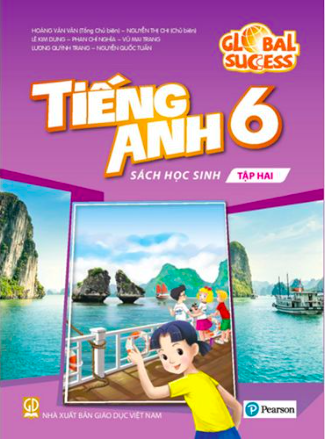 HOÀNG VĂN VÂN (Tổng Chủ biên) – NGUYỄN THỊ CHI (Chủ biên)
LÊ KIM DUNG – PHAN CHÍ NGHĨA – VŨ MAI TRANG
LƯƠNG QUỲNH TRANG – NGUYỄN QUỐC TUẤN
GLOBAL
SUCCESS
TIẾNG
ANH 6
SÁCH HỌC SINH
TẬP HAI
GD
NHÀ XUẤT BẢN GIÁO DỤC VIỆT NAM
P Pearson